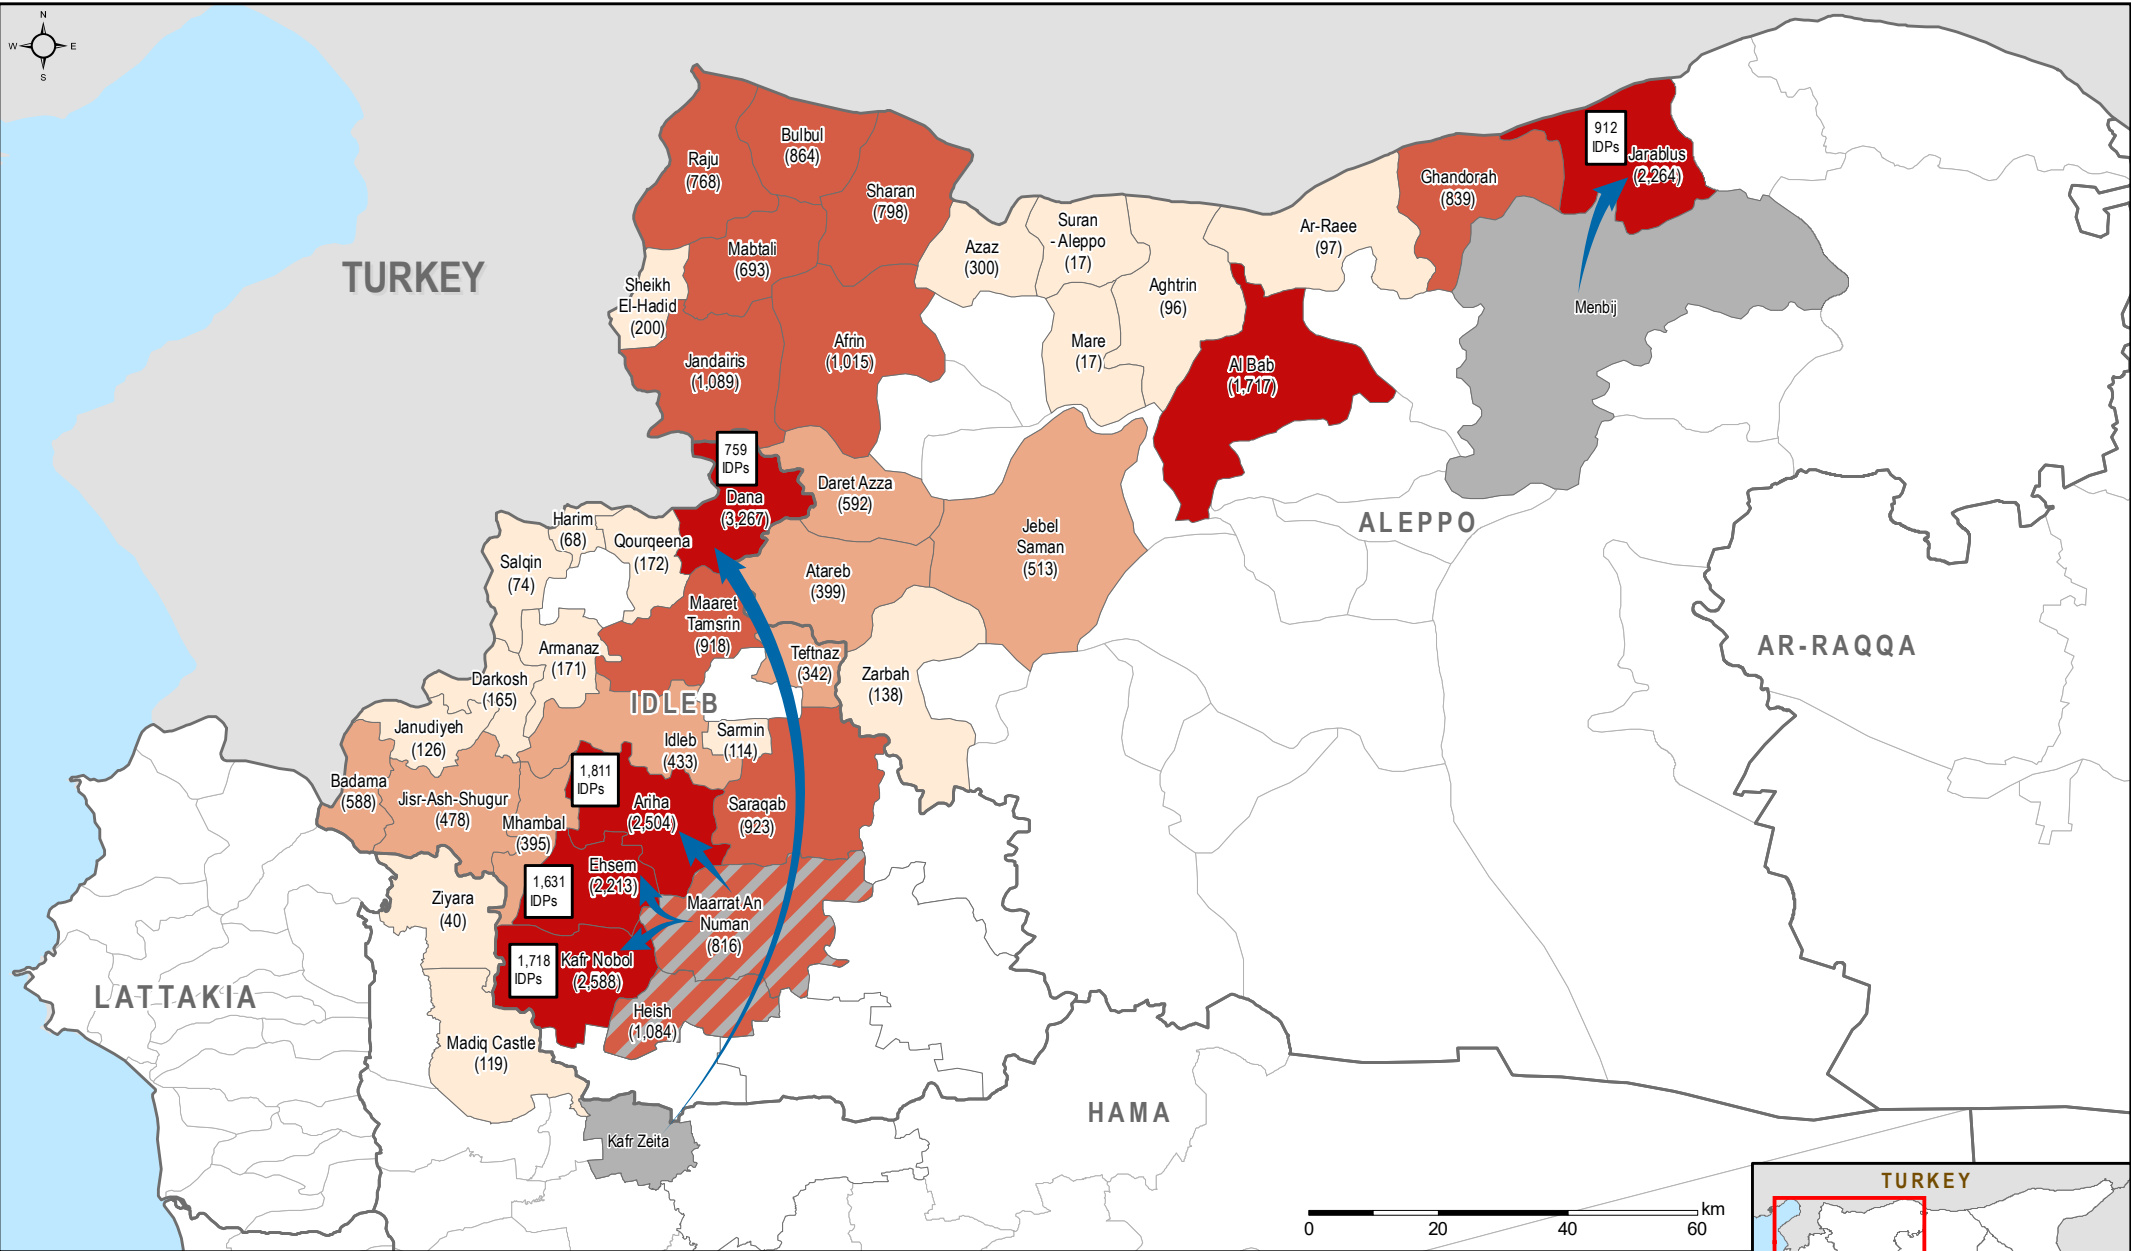 N
W
E
S
TURKEY
Bulbul
(864)
Raju
(768)
Sharan
(798)
Mabtali
(693)
Sheikh
El-Hadid
(200)
Jandairis
(1,089)
Afrin
(1,015)
Azaz
(300)
Suran
- Aleppo
(17)
Aghtrin
(96)
Mare
(17)
Ar-Raee
(97)
Ghandorah
(839)
912
IDPs
Jarablus
(2,264)
Menbij
Al Bab
(1,717)
759
IDPs
Dana
(3,267)
Daret Azza
(592)
Jebel
Saman
(513)
ALEPPO
Harim
(68)
Qourqeena
(172)
Salqin
(74)
Atareb
(399)
Maaret
Tamsrin
(918)
Armanaz
(171)
Teftnaz
(342)
Zarbah
(138)
AR-RAQQA
Darkosh
(165)
IDLEB
Janudiyeh
(126)
Idleb
(433)
Sarmin
(114)
Badama
(588)
Jisr-Ash-Shugur
(478)
1,811
IDPs
Ariha
(2,504)
Saraqab
(923)
Mhambal
(395)
Ehsem
(2,213)
1,631
IDPs
Ziyara
(40)
Maarrat An
Numan
(816)
1,718
IDPs
Kafr Nobol
(2,588)
LATTAKIA
Heish
(1,084)
Madiq Castle
(119)
HAMA
Kafr Zeita
km
0
20
40
60
TURKEY